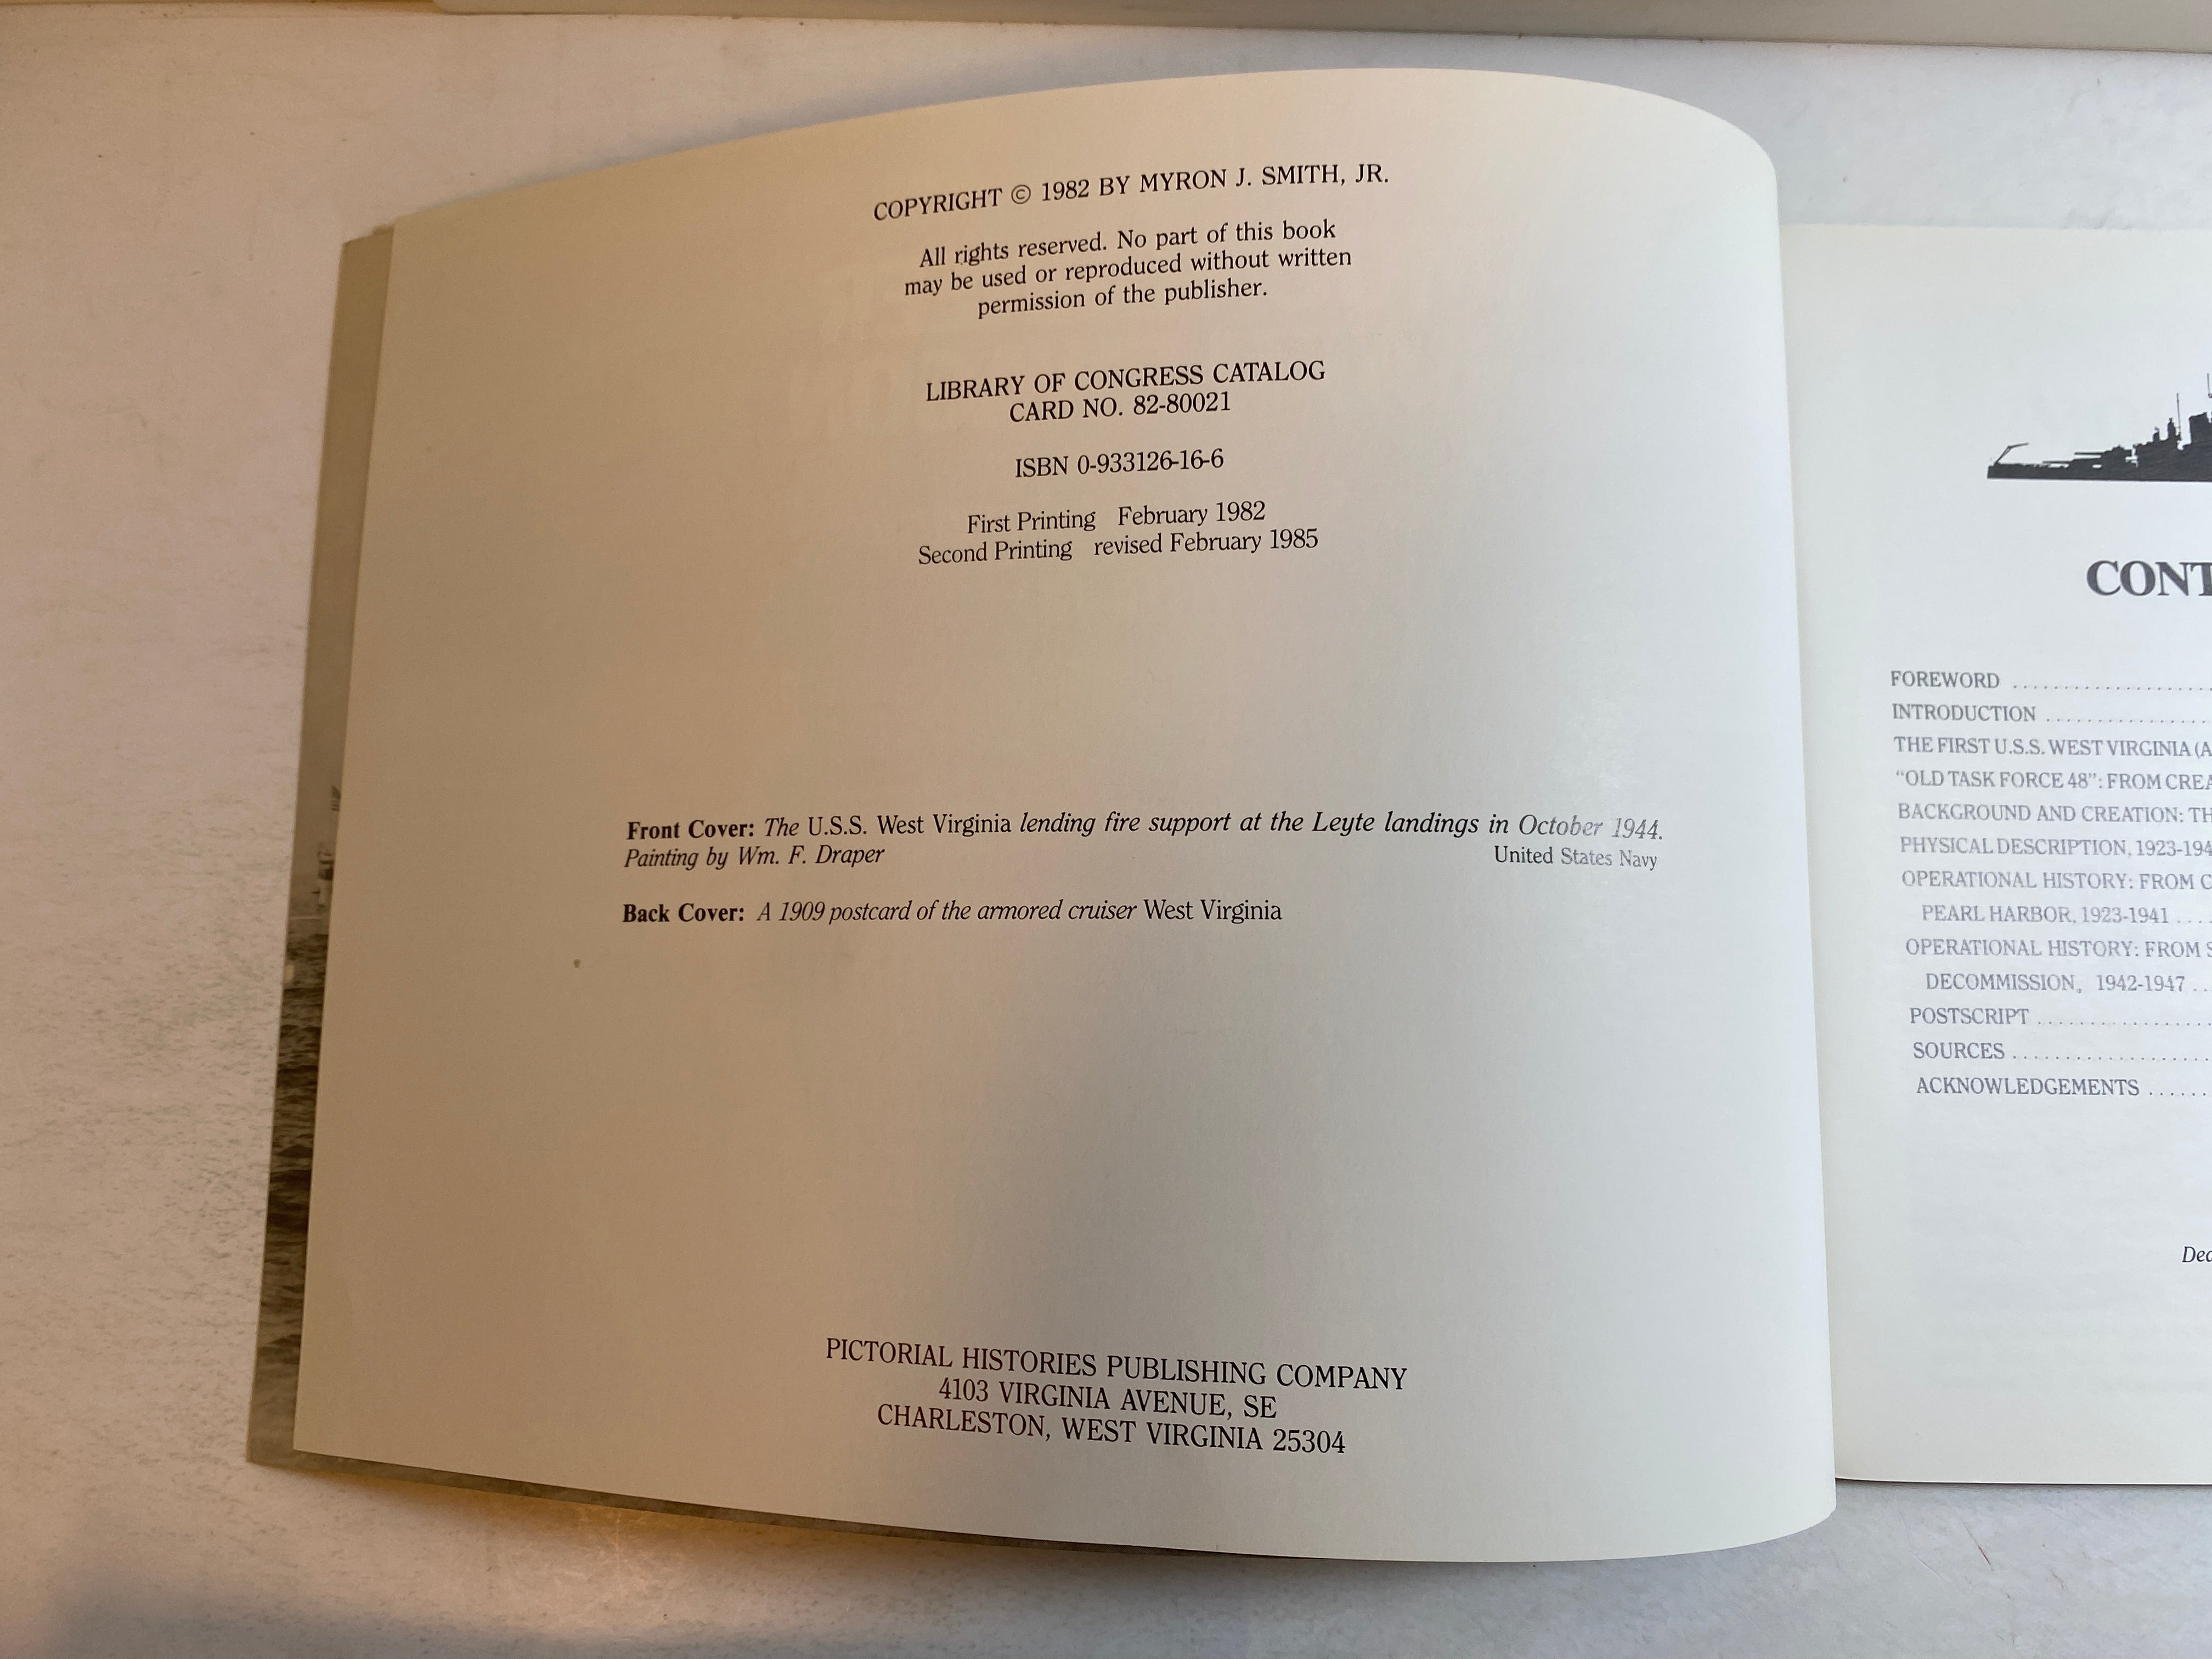 COPYRIGHT © 1982 BY MYRON J. SMITH, JR.
All rights reserved. No part of this book
may be used or reproduced without written
permission of the publisher.
LIBRARY OF CONGRESS CATALOG
CARD NO. 82-80021
ISBN 0-933126-16-6
First Printing February 1982
Second Printing revised February 1985
Front Cover: The U.S.S. West Virginia lending fire support at the Leyte landings in October 1944.
Painting by Wm. F. Draper United States Navy
Back Cover: A 1909 postcard of the armored cruiser West Virginia
PICTORIAL HISTORIES PUBLISHING COMPANY
4103 VIRGINIA AVENUE, SE
CHARLESTON, WEST VIRGINIA 25304
CONT
FOREWORD ....................
INTRODUCTION ................
THE FIRST U.S.S. WEST VIRGINIA (A
"OLD TASK FORCE 48": FROM CREA
BACKGROUND AND CREATION: TH
PHYSICAL DESCRIPTION, 1923-194
OPERATIONAL HISTORY: FROM C
PEARL HARBOR, 1923-1941 ....
OPERATIONAL HISTORY: FROM S
DECOMMISSION, 1942-1947 ...
POSTSCRIPT .................
SOURCES ....................
ACKNOWLEDGEMENTS ......
Dec